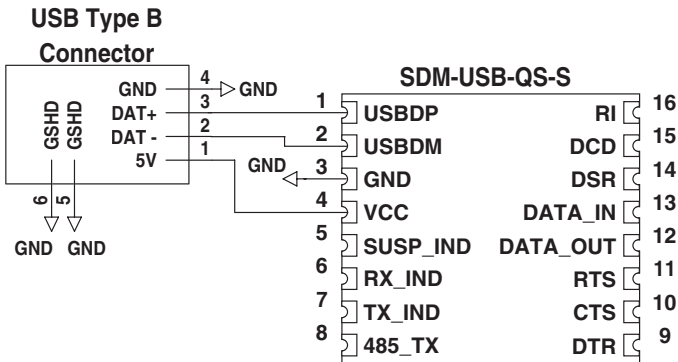 USB Type B
Connector
GND 4 GND
DAT+ 3
DAT - 2
5V 1
GSHD GSHD
6 5
GND GND
SDM-USB-QS-S
1 USBDP RI 16
2 USBDM DCD 15
GND 3 GND DSR 14
4 VCC DATA_IN 13
5 SUSP_IND DATA_OUT 12
6 RX_IND RTS 11
7 TX_IND CTS 10
8 485_TX DTR 9